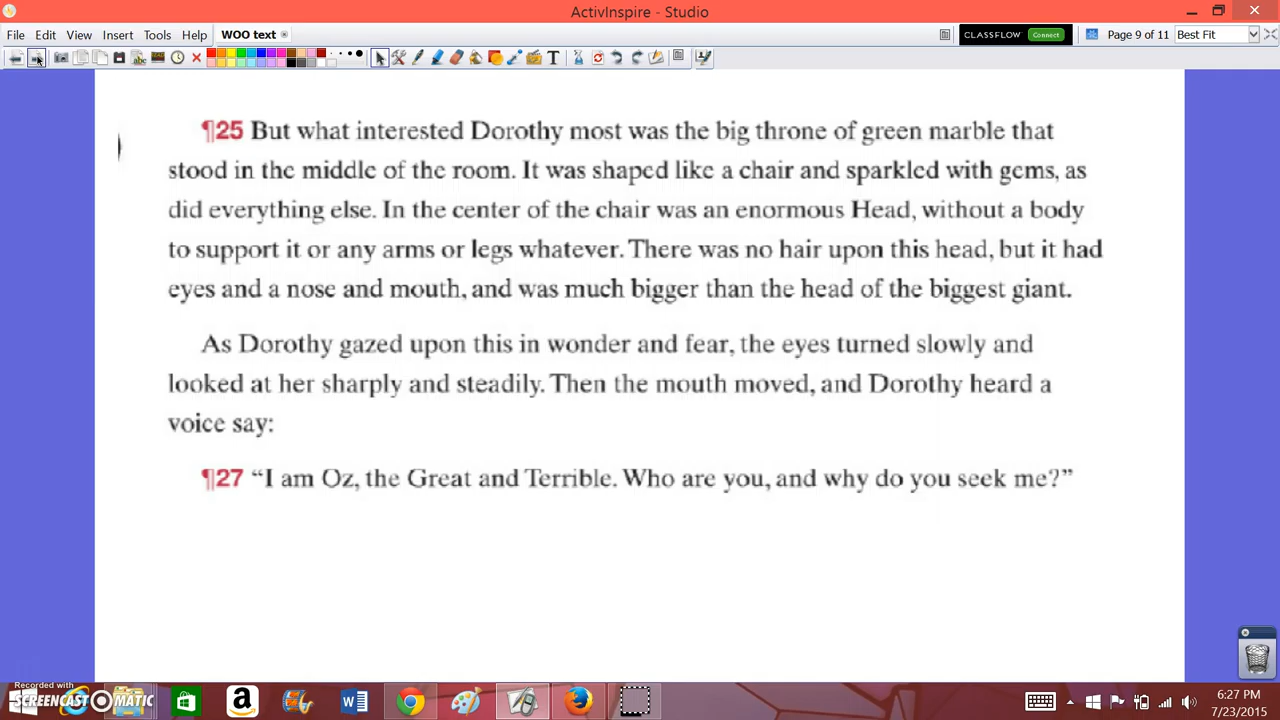 ActivInspire - Studio
File Edit View Insert Tools Help WOO text CLASSFLOW Connect Page 9 of 11 Best Fit
¶25 But what interested Dorothy most was the big throne of green marble that
stood in the middle of the room. It was shaped like a chair and sparkled with gems, as
did everything else. In the center of the chair was an enormous Head, without a body
to support it or any arms or legs whatever. There was no hair upon this head, but it had
eyes and a nose and mouth, and was much bigger than the head of the biggest giant.
As Dorothy gazed upon this in wonder and fear, the eyes turned slowly and
looked at her sharply and steadily. Then the mouth moved, and Dorothy heard a
voice say:
¶27 “I am Oz, the Great and Terrible. Who are you, and why do you seek me?”
Recorded with
SCREENCAST O MATIC
6:27 PM
7/23/2015